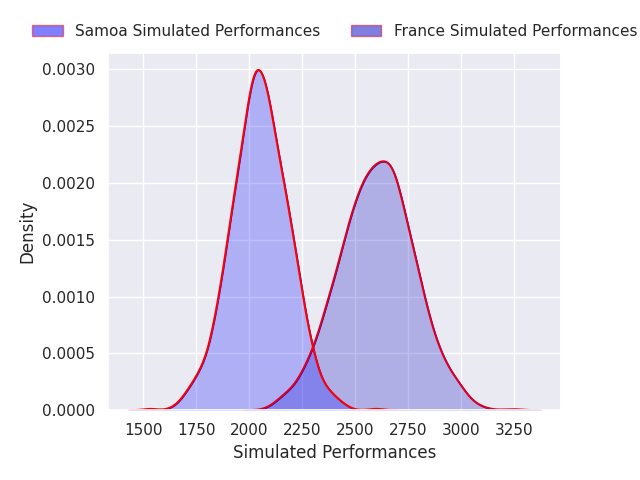 Samoa Simulated Performances France Simulated Performances
0.0030
0.0025
0.0020
0.0015
0.0010
0.0005
0.0000
Density
1500 1750 2000 2250 2500 2750 3000 3250
Simulated Performances